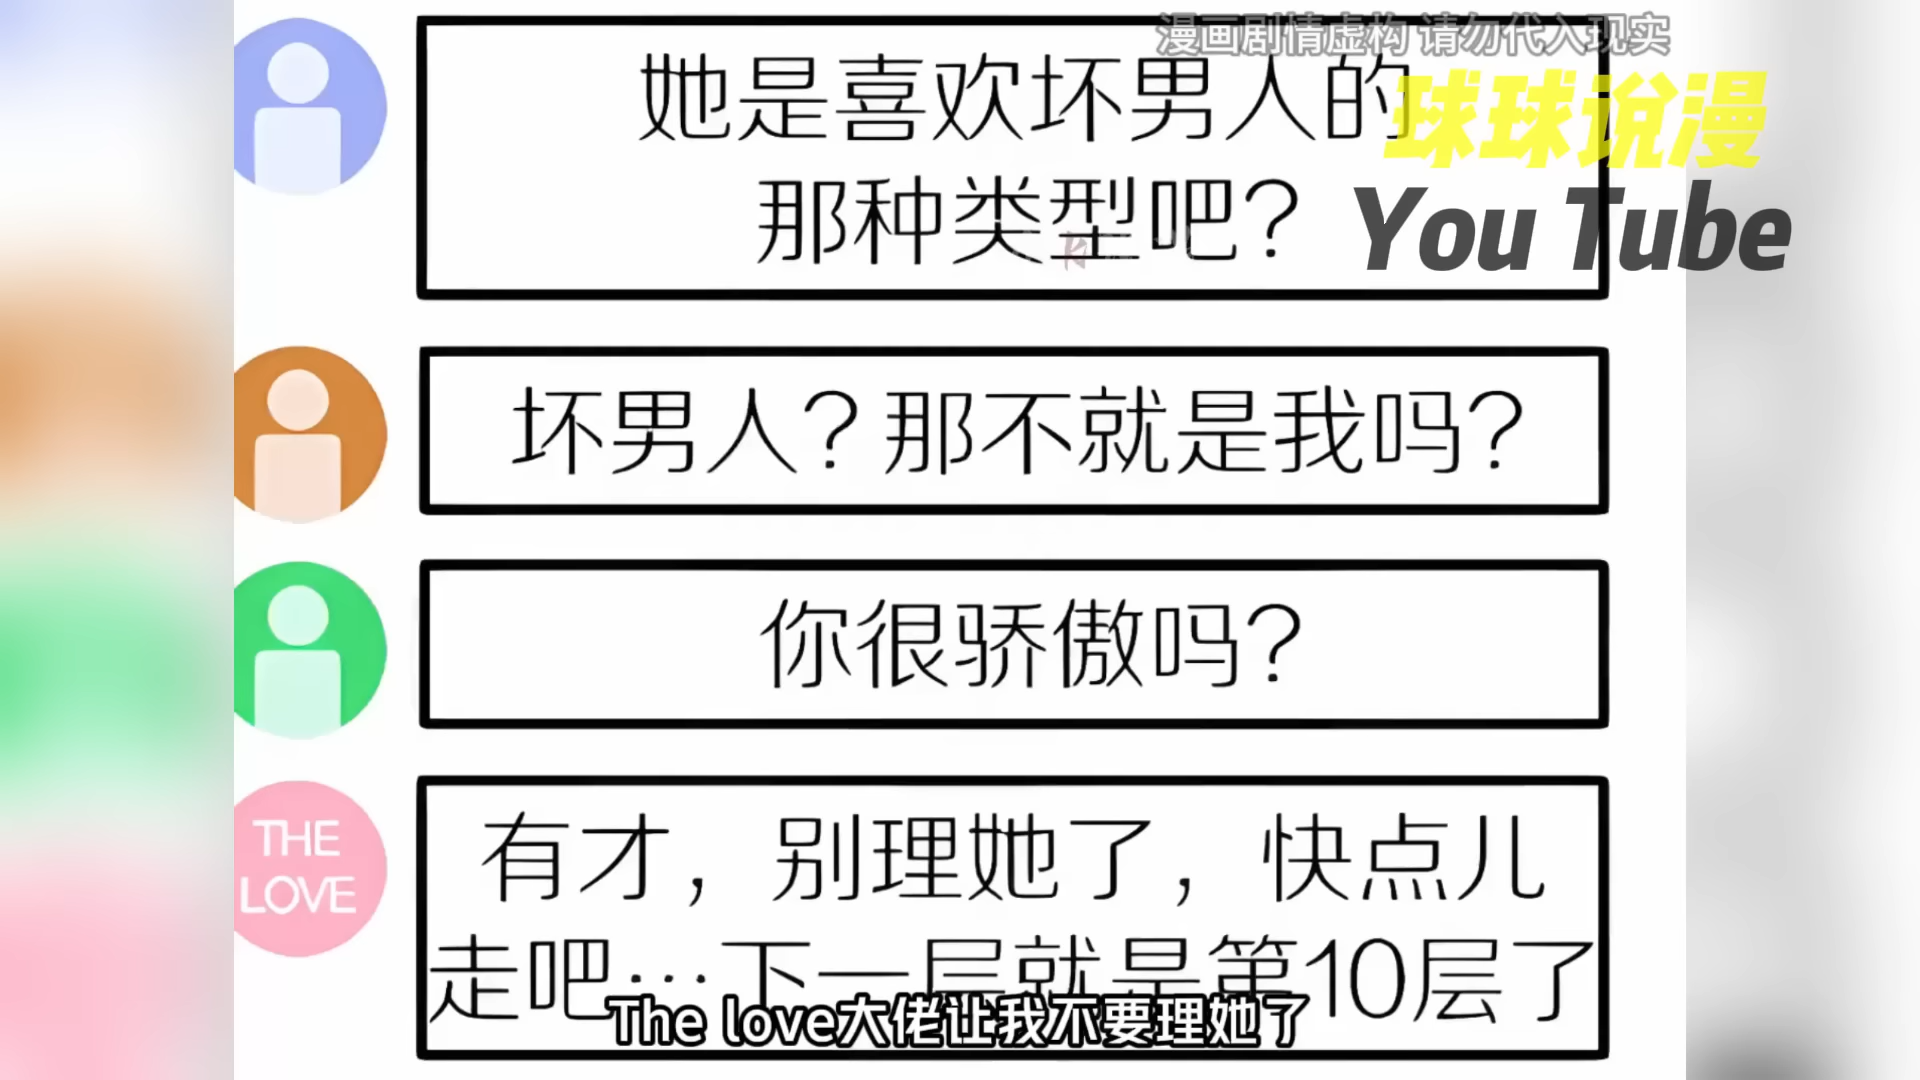 漫画剧情虚构 请勿代入现实
球球说漫
You Tube
她是喜欢坏男人的
那种类型吧?
坏男人?那不就是我吗?
你很骄傲吗?
THE
LOVE
有才，别理她了，快点儿
走吧…下一层就是第10层了
The love大佬让我不要理她了